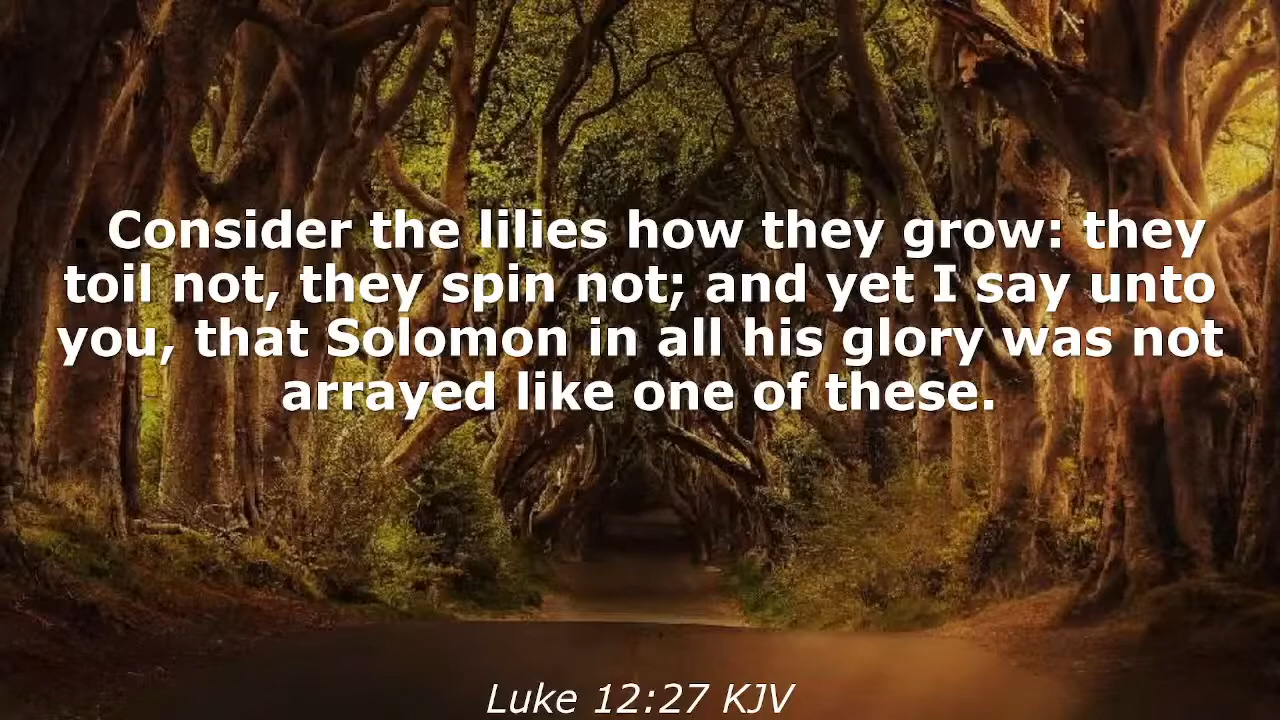 Consider the lilies how they grow: they
toil not, they spin not; and yet I say unto
you, that Solomon in all his glory was not
arrayed like one of these.
Luke 12:27 KJV